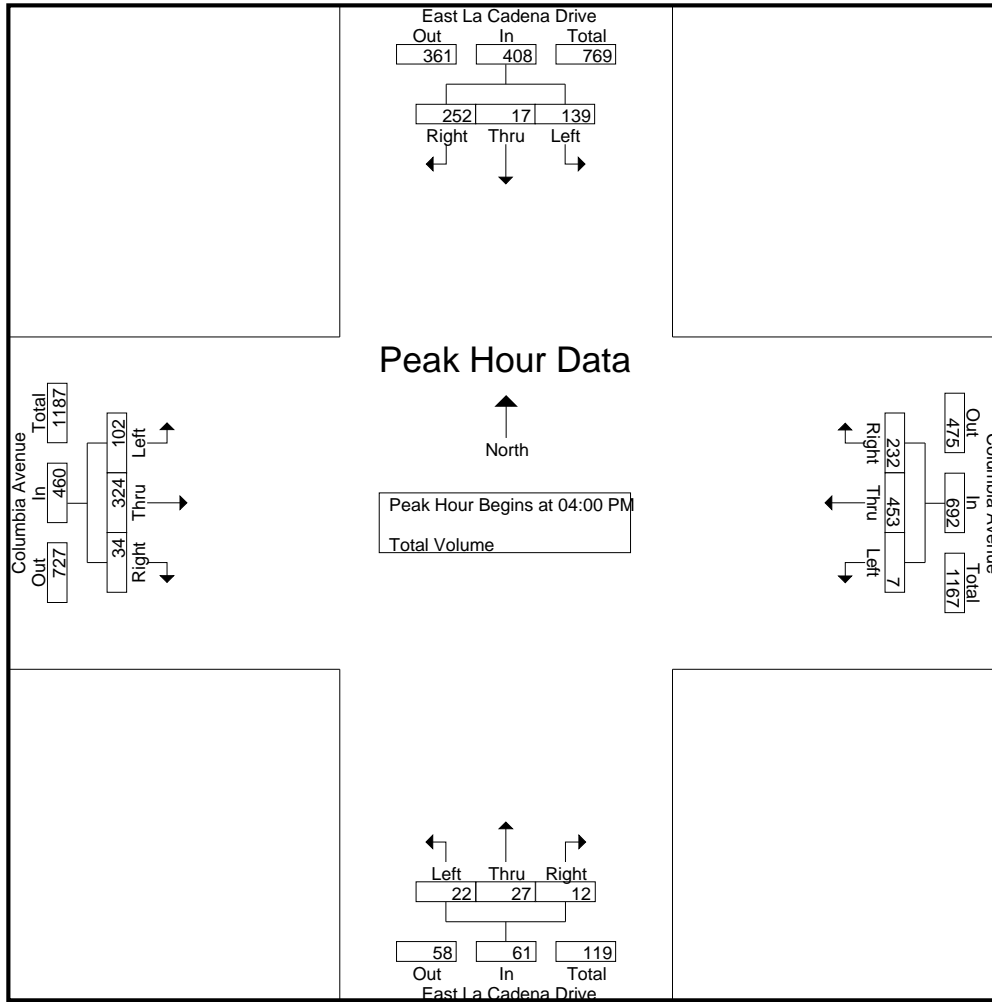 East La Cadena Drive
Out In Total
361 408 769
252 17 139
Right Thru Left
Peak Hour Data
North
Peak Hour Begins at 04:00 PM
Total Volume
Columbia Avenue
Out In Total
727 460 1187
34 324 102
Right Thru Left
Columbia Avenue
Out In Total
475 692 1167
232 453 7
Right Thru Left
Left Thru Right
22 27 12
58 61 119
Out In Total
East La Cadena Drive